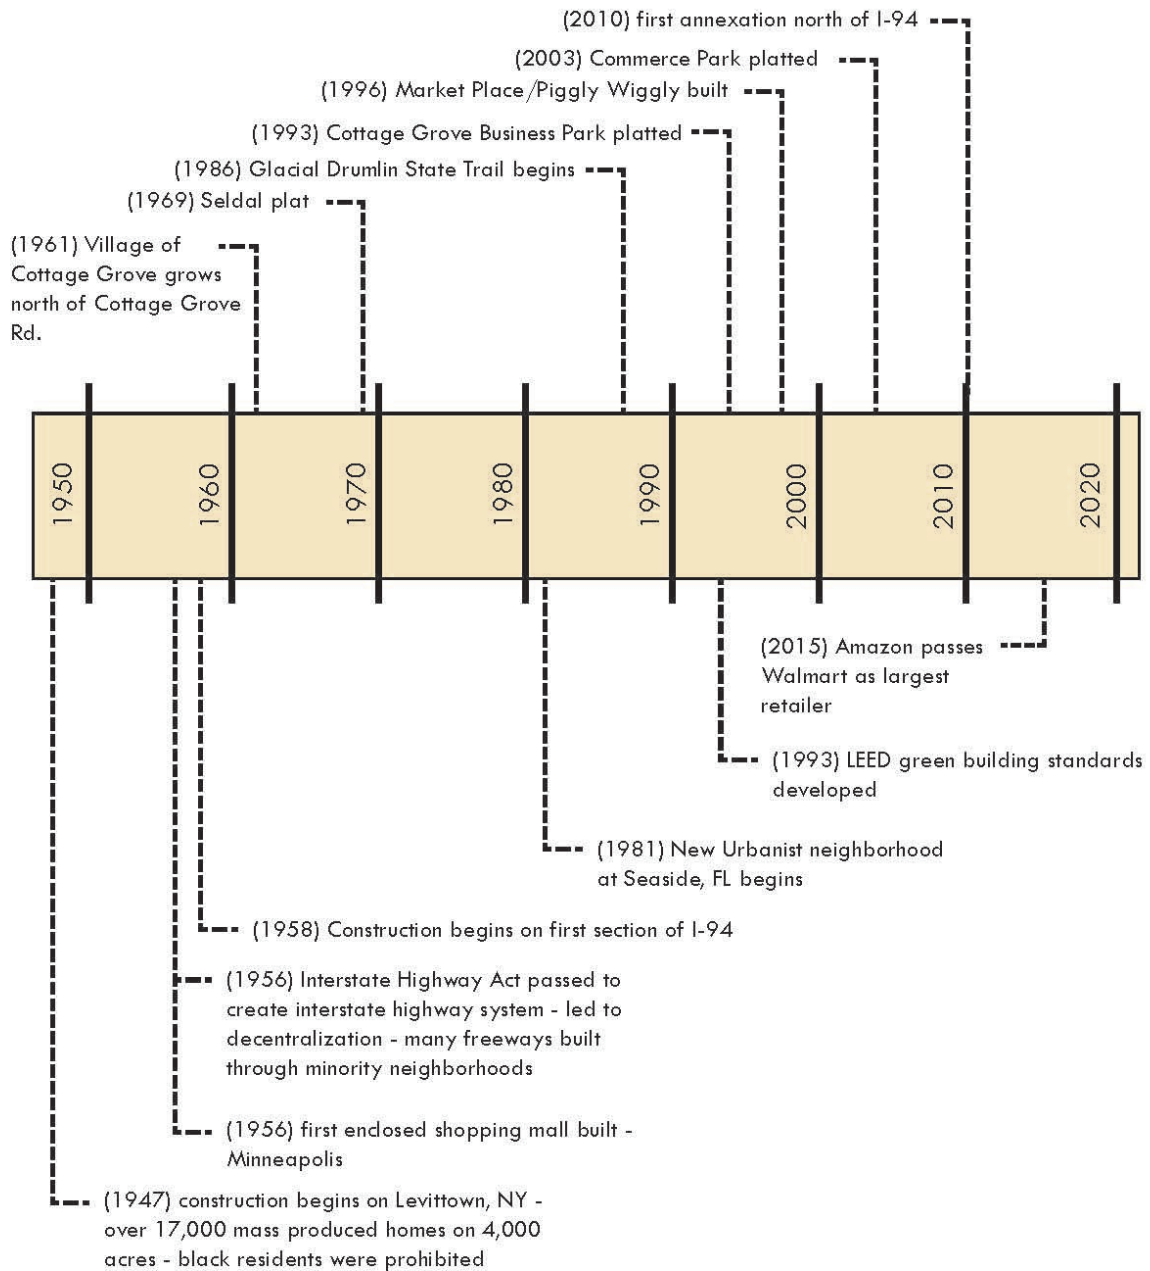 (2010) first annexation north of I-94
(2003) Commerce Park platted
(1996) Market Place/Piggly Wiggly built
(1993) Cottage Grove Business Park platted
(1986) Glacial Drumlin State Trail begins
(1969) Seldal plat
(1961) Village of
Cottage Grove grows
north of Cottage Grove
Rd.
1950
1960
1970
1980
1990
2000
2010
2020
(2015) Amazon passes
Walmart as largest
retailer
(1993) LEED green building standards
developed
(1981) New Urbanist neighborhood
at Seaside, FL begins
(1958) Construction begins on first section of I-94
(1956) Interstate Highway Act passed to
create interstate highway system - led to
decentralization - many freeways built
through minority neighborhoods
(1956) first enclosed shopping mall built -
Minneapolis
(1947) construction begins on Levittown, NY -
over 17,000 mass produced homes on 4,000
acres - black residents were prohibited